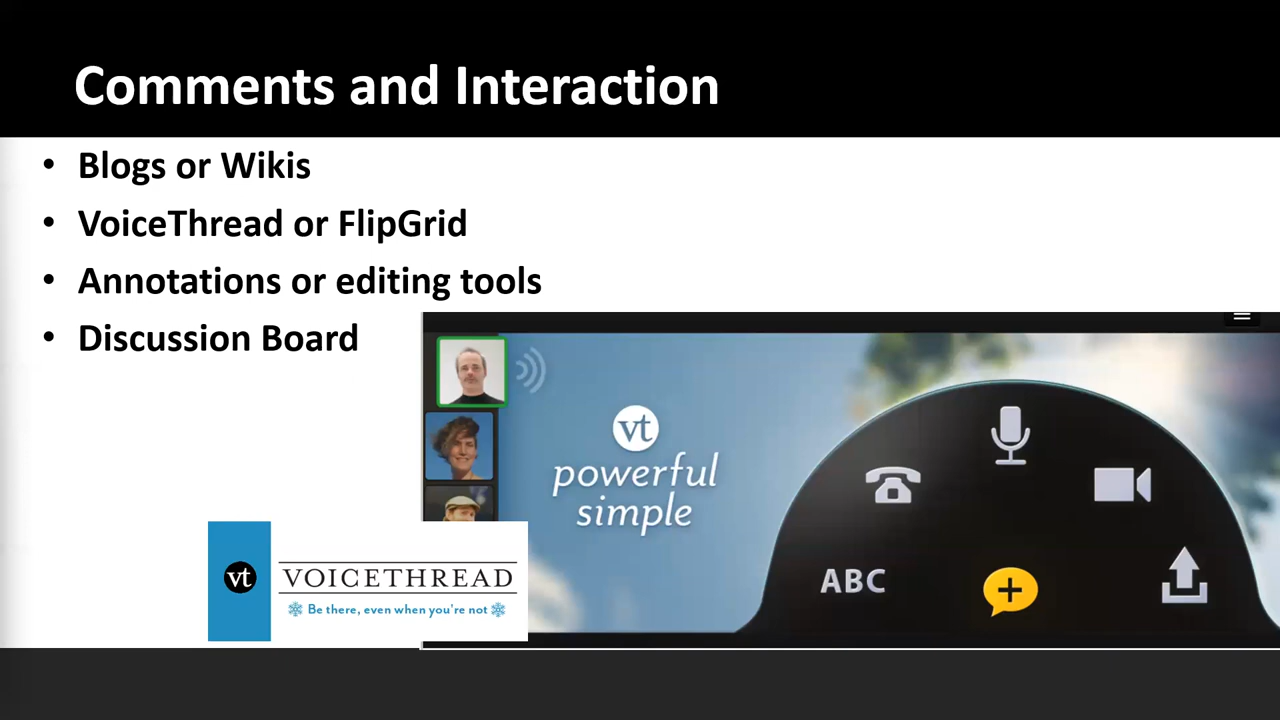 Comments and Interaction
• Blogs or Wikis
• VoiceThread or FlipGrid
• Annotations or editing tools
• Discussion Board
vt
powerful
simple
ABC
vt
VOICETHREAD
Be there, even when you're not